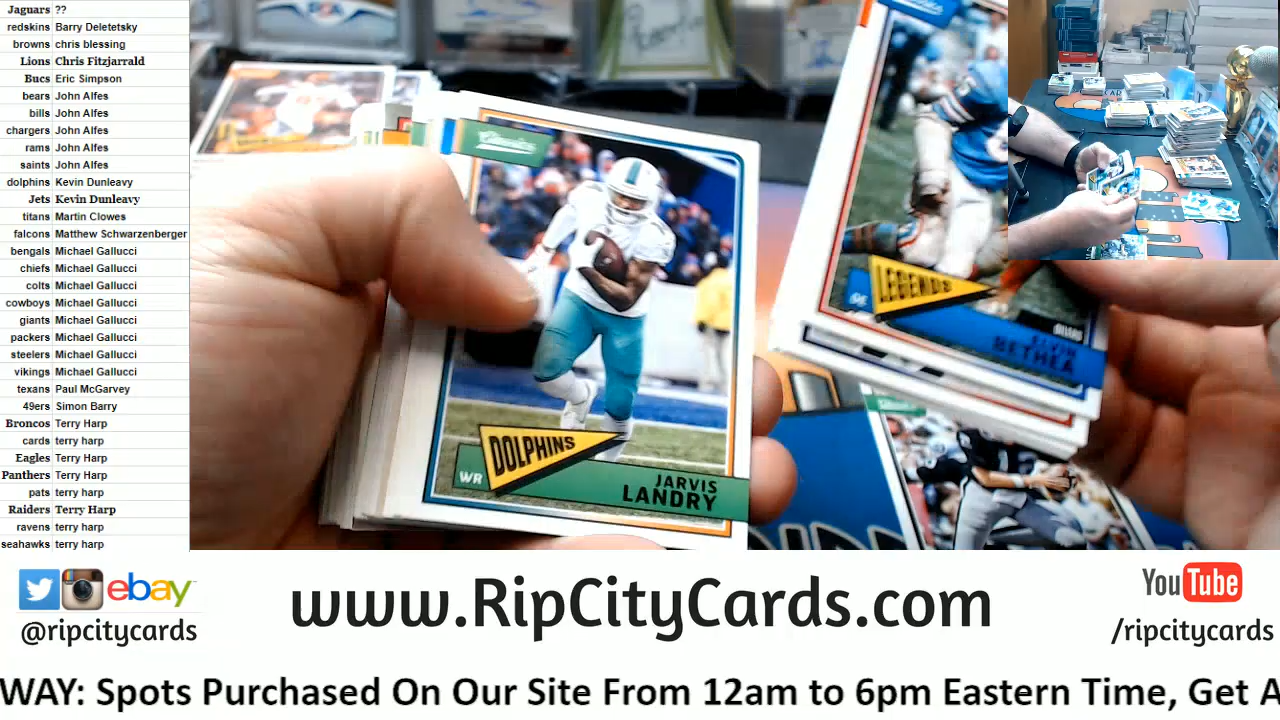 Jaguars ??
redskins Barry Deletetsky
browns chris blessing
Lions Chris Fitzjarrald
Bucs Eric Simpson
bears John Alfes
bills John Alfes
chargers John Alfes
rams John Alfes
saints John Alfes
dolphins Kevin Dunleavy
Jets Kevin Dunleavy
titans Martin Clowes
falcons Matthew Schwarzenberger
bengals Michael Gallucci
chiefs Michael Gallucci
colts Michael Gallucci
cowboys Michael Gallucci
giants Michael Gallucci
packers Michael Gallucci
steelers Michael Gallucci
vikings Michael Gallucci
texans Paul McGarvey
49ers Simon Barry
Broncos Terry Harp
cards terry harp
Eagles Terry Harp
Panthers Terry Harp
pats terry harp
Raiders Terry Harp
ravens terry harp
seahawks terry harp
Classics
DOLPHINS
WR
JARVIS
LANDRY
LEGENDS
DE
OILERS
ELVIN
BETHEA
ebay
@ripcitycards
www.RipCityCards.com
YouTube
/ripcitycards
WAY: Spots Purchased On Our Site From 12am to 6pm Eastern Time, Get A